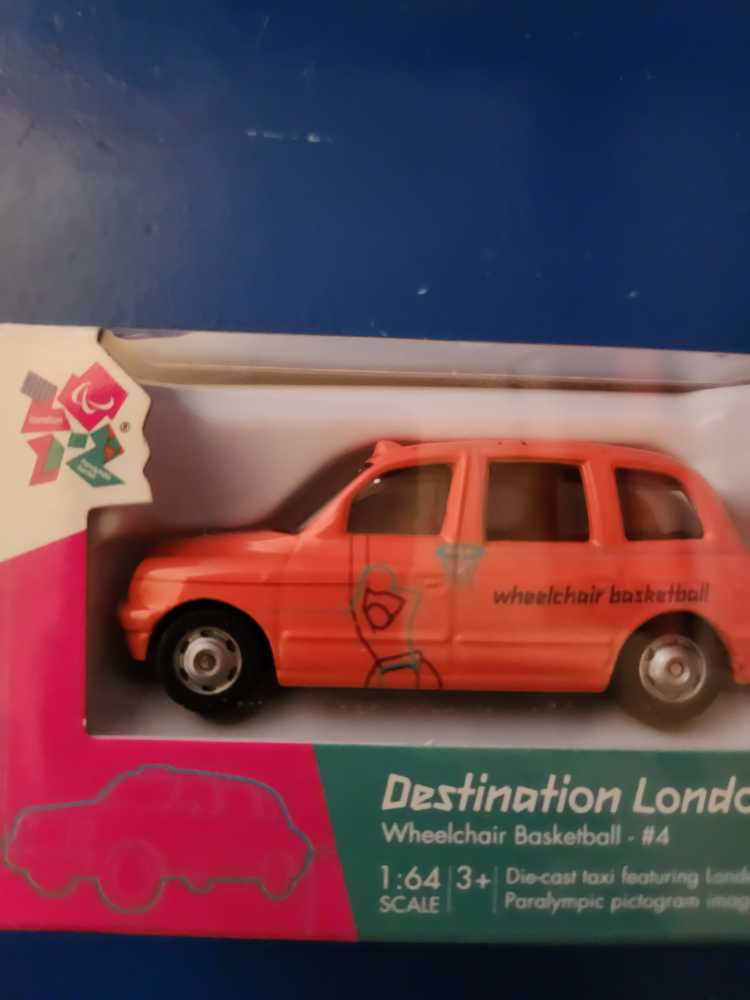 london
®
wheelchair basketball
Destination Londo
Wheelchair Basketball - #4
1:64 3+ Die-cast taxi featuring Lond
SCALE Paralympic pictogram imag